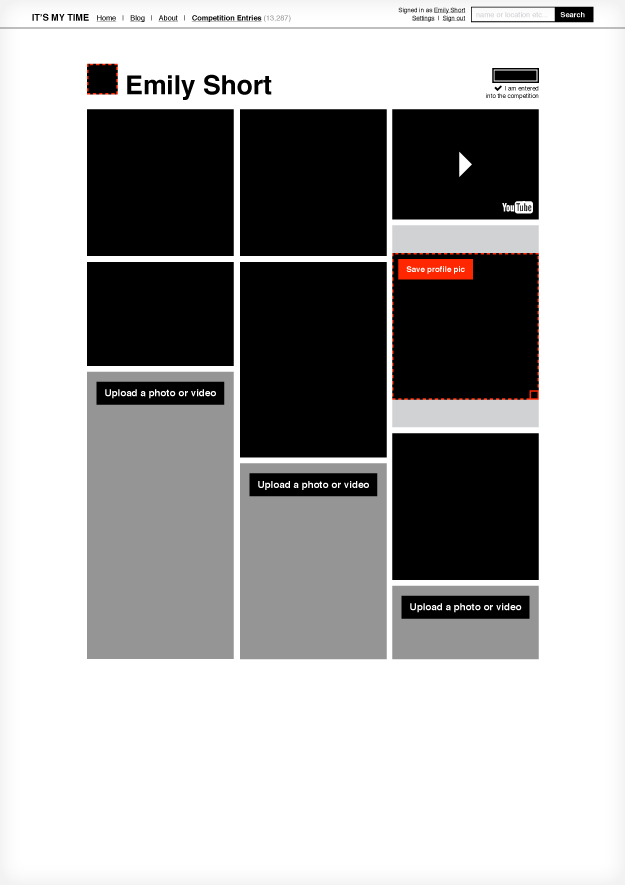 IT'S MY TIME Home | Blog | About | Competition Entries (13,287)
Signed in as Emily Short
Settings | Sign out
name or location etc... Search
Emily Short
✔ I am entered
into the competition
YouTube
Save profile pic
Upload a photo or video
Upload a photo or video
Upload a photo or video